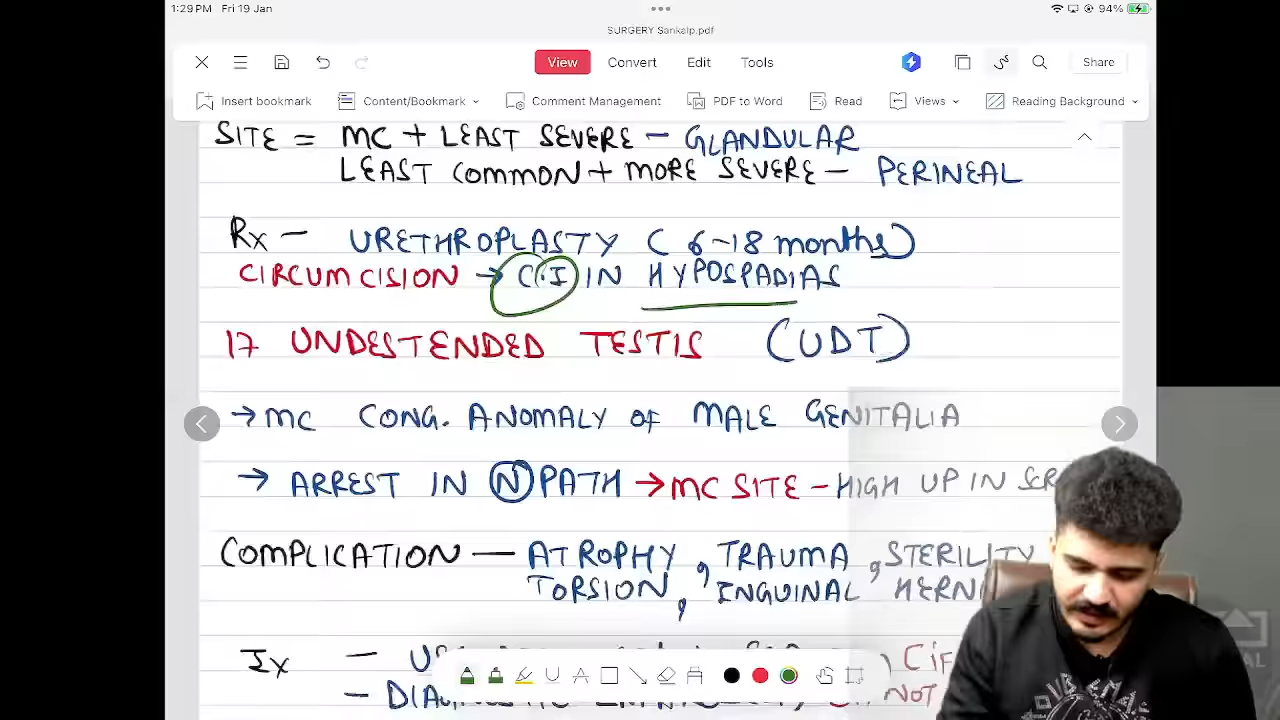 1:29 PM Fri 19 Jan
94%
SURGERY Sankalp.pdf
View Convert Edit Tools Share
Insert bookmark Content/Bookmark Comment Management PDF to Word Read Views Reading Background
SITE = MC + LEAST SEVERE - GLANDULAR
LEAST COMMON + MORE SEVERE - PERINEAL
Rx - URETHROPLASTY (6-18 months)
CIRCUMCISION → C/I IN HYPOSPADIAS
17 UNDESTENDED TESTIS (UDT)
→ MC CONG. ANOMALY of MALE GENITALIA
→ ARREST IN (N) PATH → MC SITE - HIGH UP IN
COMPLICATION — ATROPHY, TRAUMA, STERILITY
TORSION, INGUINAL
Ix -
NOT